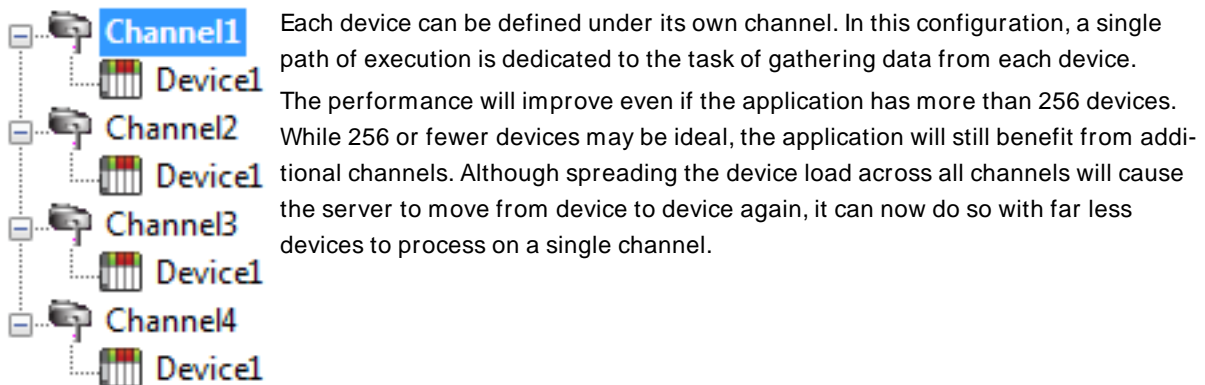 Channel1
Device1
Channel2
Device1
Channel3
Device1
Channel4
Device1
Each device can be defined under its own channel. In this configuration, a single
path of execution is dedicated to the task of gathering data from each device.
The performance will improve even if the application has more than 256 devices.
While 256 or fewer devices may be ideal, the application will still benefit from addi-
tional channels. Although spreading the device load across all channels will cause
the server to move from device to device again, it can now do so with far less
devices to process on a single channel.